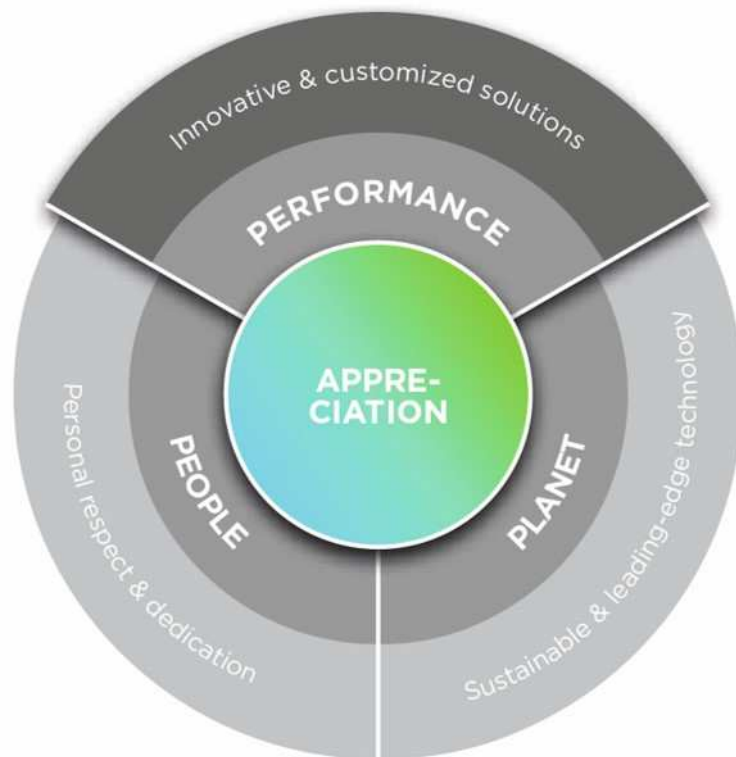 Innovative & customized solutions
PERFORMANCE
APPRE-
CIATION
Personal respect & dedication
PEOPLE
PLANET
Sustainable & leading-edge technology